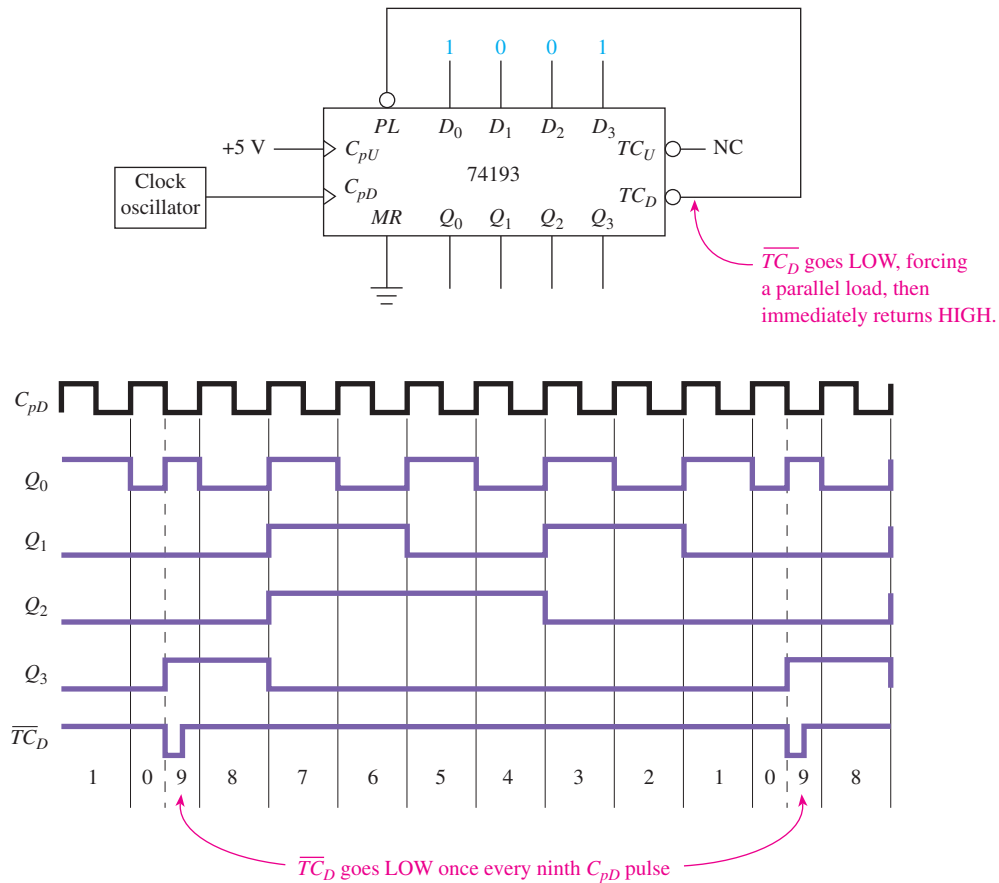 1 0 0 1
PL D₀ D₁ D₂ D₃
+5 V CpU TCU NC
74193
Clock
oscillator
CpD TCD
MR Q₀ Q₁ Q₂ Q₃
T̅C̅D goes LOW, forcing
a parallel load, then
immediately returns HIGH.
CpD
Q₀
Q₁
Q₂
Q₃
T̅C̅D
1 0 9 8 7 6 5 4 3 2 1 0 9 8
T̅C̅D goes LOW once every ninth CpD pulse